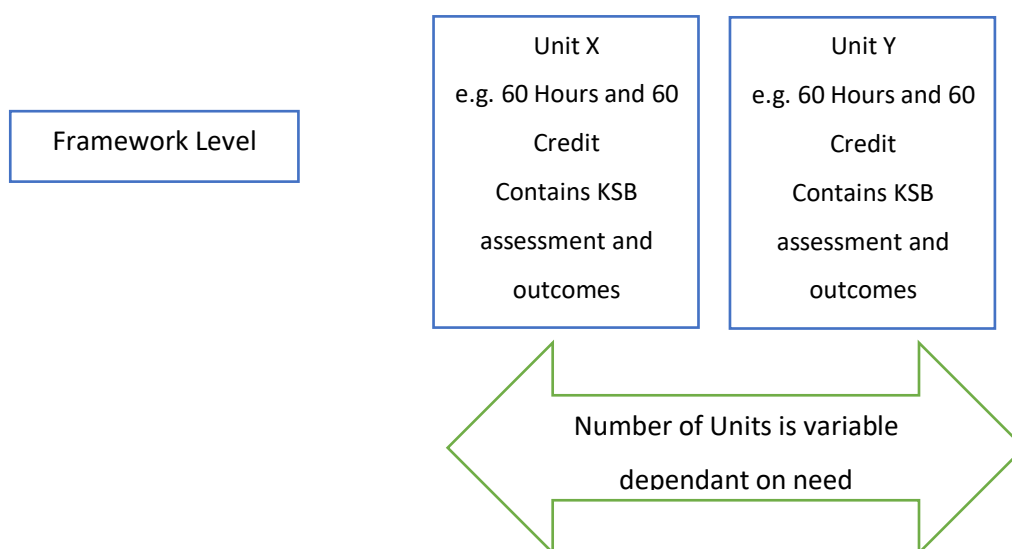 Framework Level
Unit X
e.g. 60 Hours and 60
Credit
Contains KSB
assessment and
outcomes
Unit Y
e.g. 60 Hours and 60
Credit
Contains KSB
assessment and
outcomes
Number of Units is variable
dependant on need